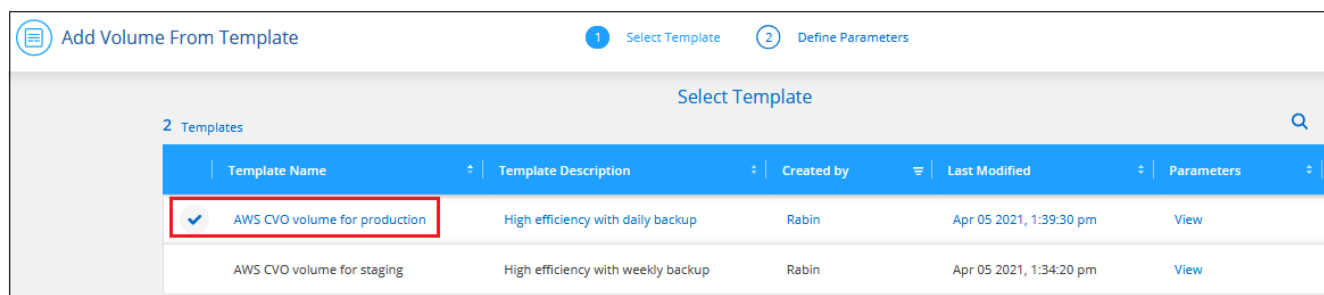 Add Volume From Template
1 Select Template 2 Define Parameters
Select Template
2 Templates
Template Name Template Description Created by Last Modified Parameters
AWS CVO volume for production High efficiency with daily backup Rabin Apr 05 2021, 1:39:30 pm View
AWS CVO volume for staging High efficiency with weekly backup Rabin Apr 05 2021, 1:34:20 pm View